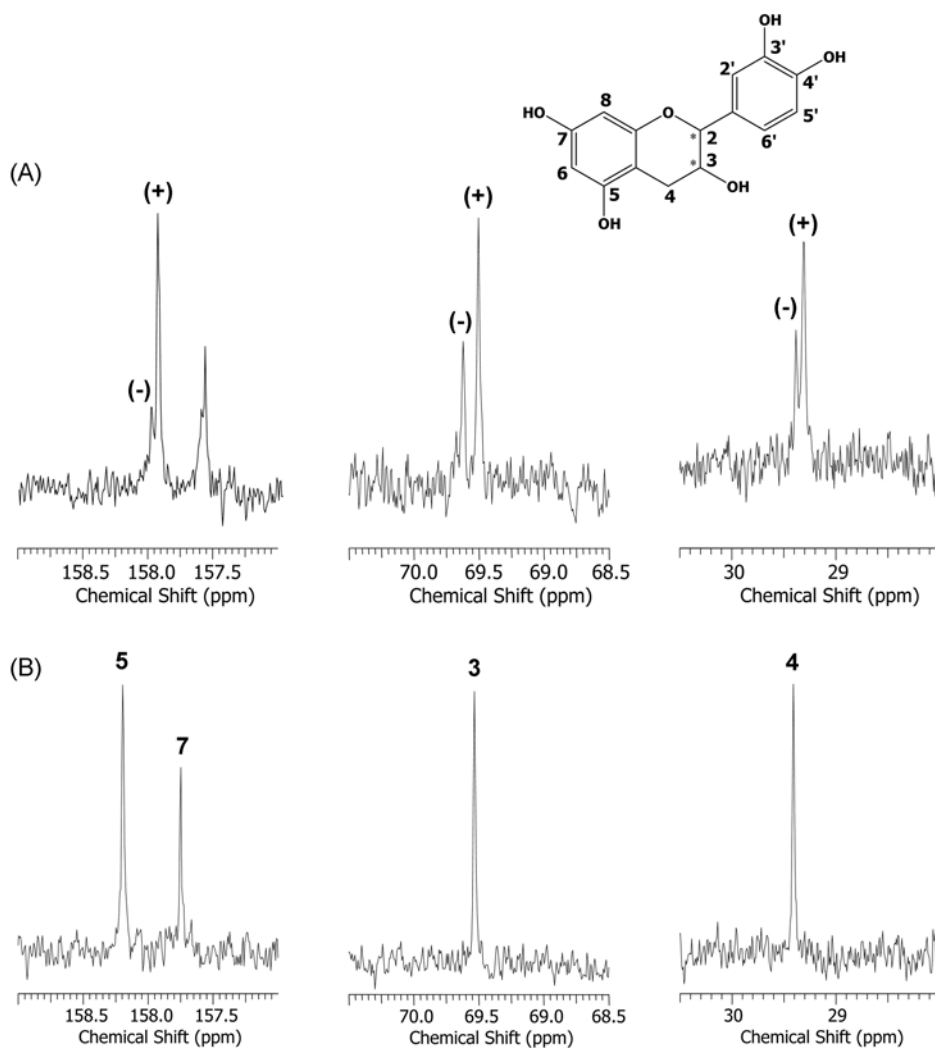 OH
3'
2'
4'
OH
HO
8
O
5'
7
2
6'
*
6
*
3
5
4
OH
OH
(A)
(+)
(-)
(+)
(-)
(+)
(-)
158.5 158.0 157.5
Chemical Shift (ppm)
70.0 69.5 69.0 68.5
Chemical Shift (ppm)
30 29
Chemical Shift (ppm)
(B)
5
7
3
4
158.5 158.0 157.5
Chemical Shift (ppm)
70.0 69.5 69.0 68.5
Chemical Shift (ppm)
30 29
Chemical Shift (ppm)